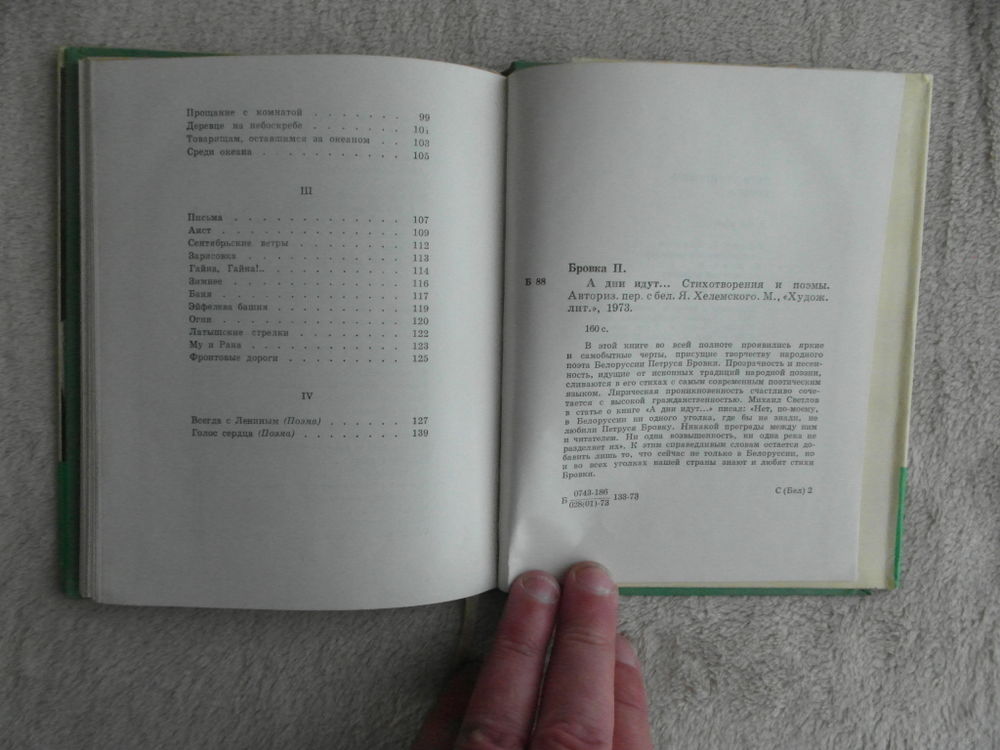 Прощание с комнатой . . . . . . . 99
Деревце на небоскребе . . . . . . . 101
Товарищам, оставшимся за океаном . . 103
Среди океана . . . . . . . . . . . 105
III
Письма . . . . . . . . . . . . . 107
Аист . . . . . . . . . . . . . . 109
Сентябрьские ветры . . . . . . . . 112
Зарисовка . . . . . . . . . . . . 113
Гайна, Гайна!.. . . . . . . . . . . 114
Зимнее . . . . . . . . . . . . . 116
Баня . . . . . . . . . . . . . . 117
Эйфелева башня . . . . . . . . . . 119
Огни . . . . . . . . . . . . . . 120
Латышские стрелки . . . . . . . . 122
Му и Рана . . . . . . . . . . . . 123
Фронтовые дороги . . . . . . . . . 125
IV
Всегда с Лениным (Поэма) . . . . . . 127
Голос сердца (Поэма) . . . . . . . . 139
Бровка П.
Б 88 А дни идут... Стихотворения и поэмы.
Авториз. пер. с бел. Я. Хелемского. М., «Худож.
лит.», 1973.
160 с.
В этой книге во всей полноте проявились яркие
и самобытные черты, присущие творчеству народного
поэта Белоруссии Петруся Бровки. Прозрачность и песен-
ность, идущие от исконных традиций народной поэзии,
сливаются в его стихах с самым современным поэтическим
языком. Лирическая проникновенность счастливо соче-
тается с высокой гражданственностью. Михаил Светлов
в статье о книге «А дни идут...» писал: «Нет, по-моему,
в Белоруссии ни одного уголка, где бы не знали, не
любили Петруся Бровку. Никакой преграды между ним
и читателем. Ни одна возвышенность, ни одна река не
разделяет их». К этим справедливым словам остается до-
бавить лишь то, что сейчас не только в Белоруссии, но
и во всех уголках нашей страны знают и любят стихи
Бровки.
Б 0743-186 133-73 С (Бел) 2
028(01)-73